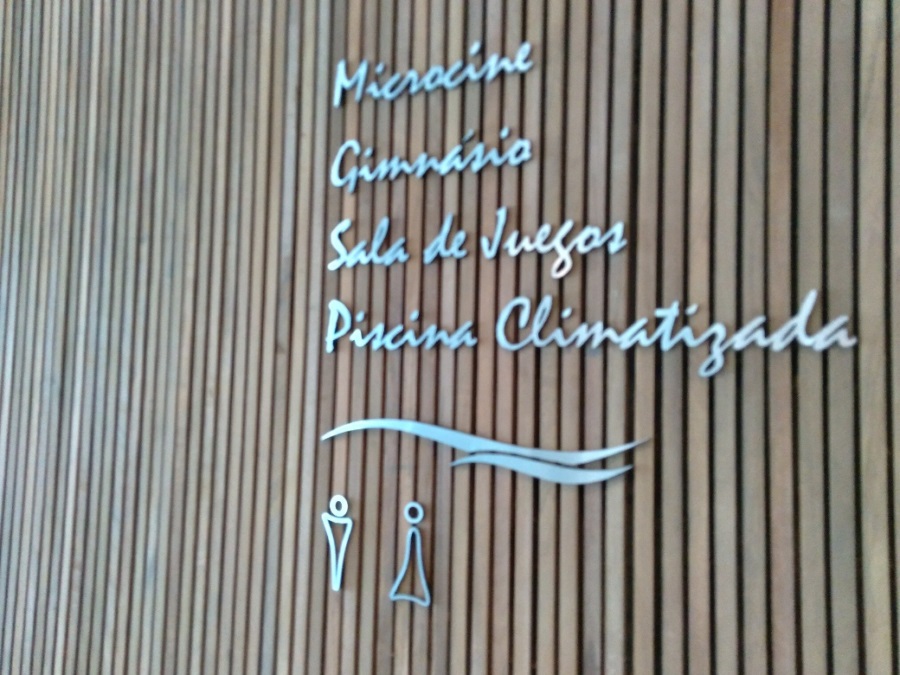 Microcine
Gimnásio
Sala de Juegos
Piscina Climatizada